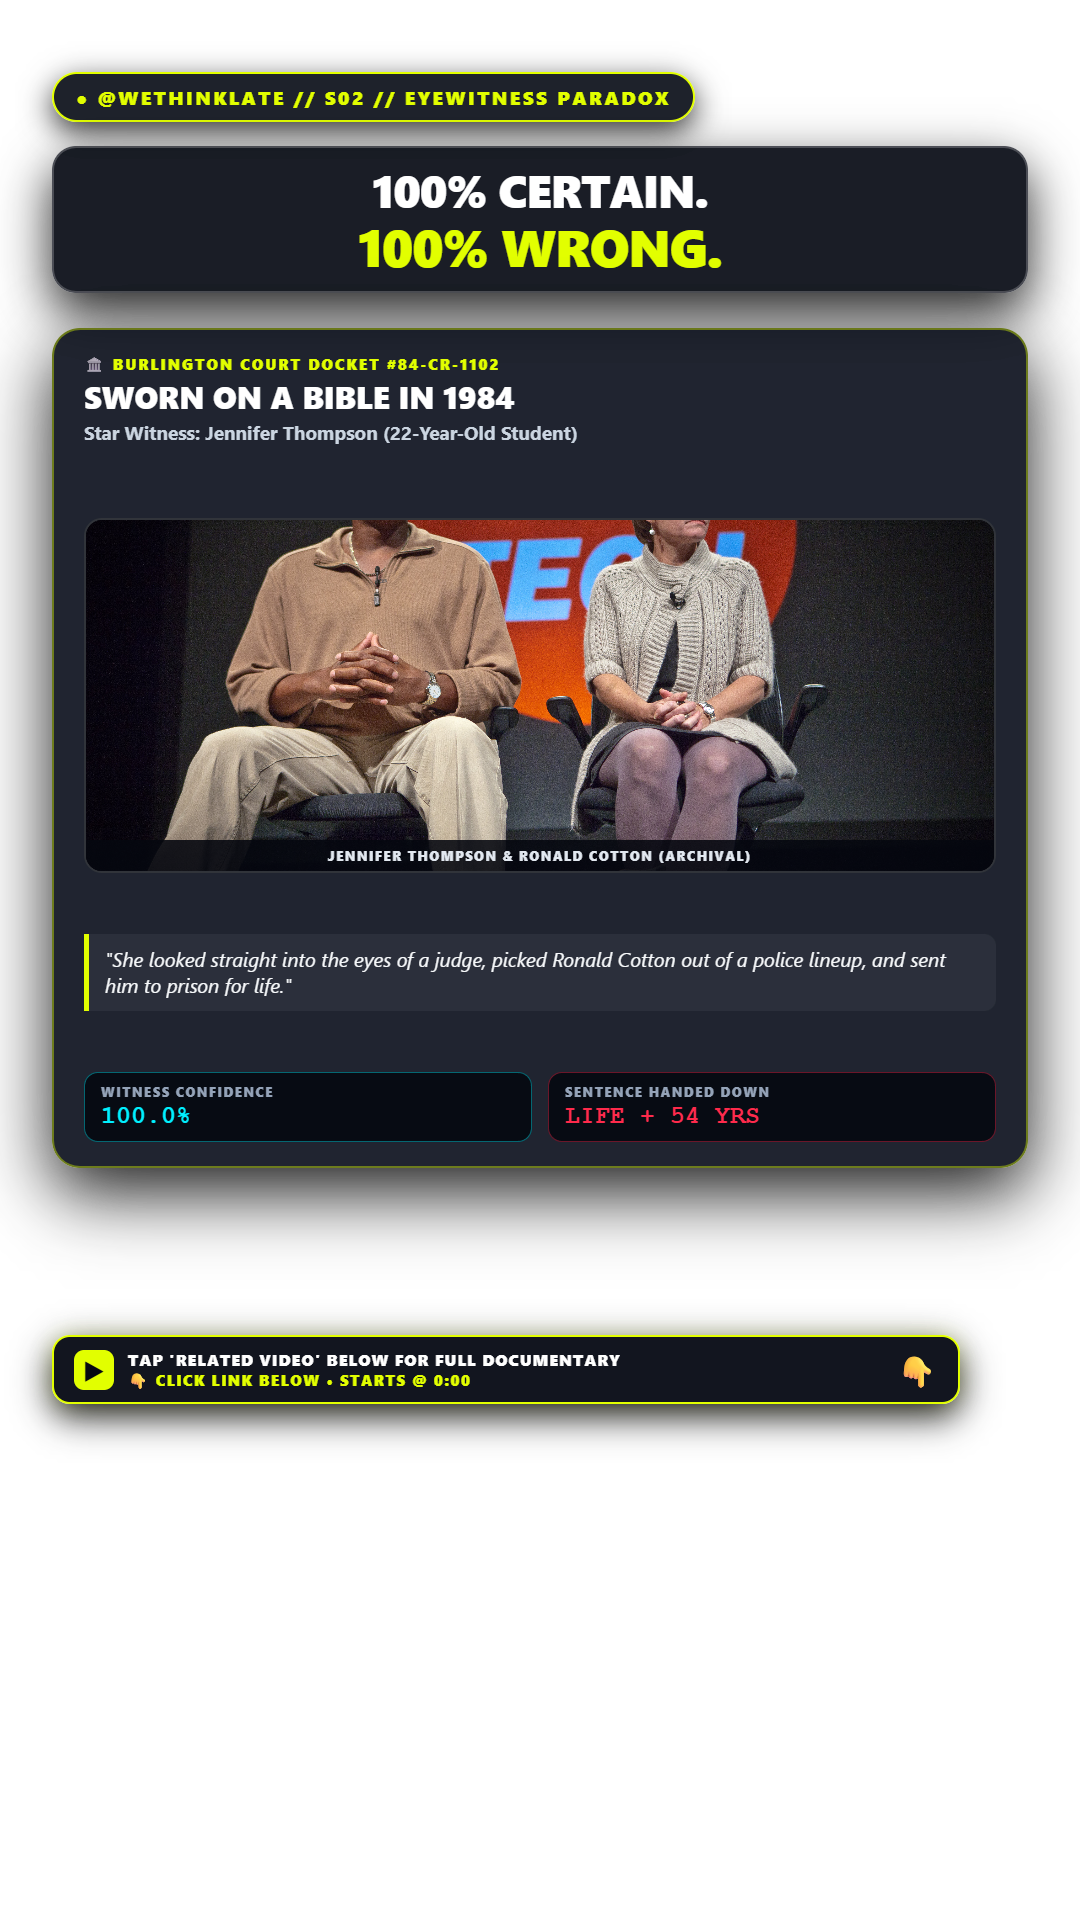 • @WETHINKLATE // S02 // EYEWITNESS PARADOX
100% CERTAIN.
100% WRONG.
🏛 BURLINGTON COURT DOCKET #84-CR-1102
SWORN ON A BIBLE IN 1984
Star Witness: Jennifer Thompson (22-Year-Old Student)
JENNIFER THOMPSON & RONALD COTTON (ARCHIVAL)
"She looked straight into the eyes of a judge, picked Ronald Cotton out of a police lineup, and sent
him to prison for life."
WITNESS CONFIDENCE
100.0%
SENTENCE HANDED DOWN
LIFE + 54 YRS
TAP 'RELATED VIDEO' BELOW FOR FULL DOCUMENTARY
👇 CLICK LINK BELOW • STARTS @ 0:00